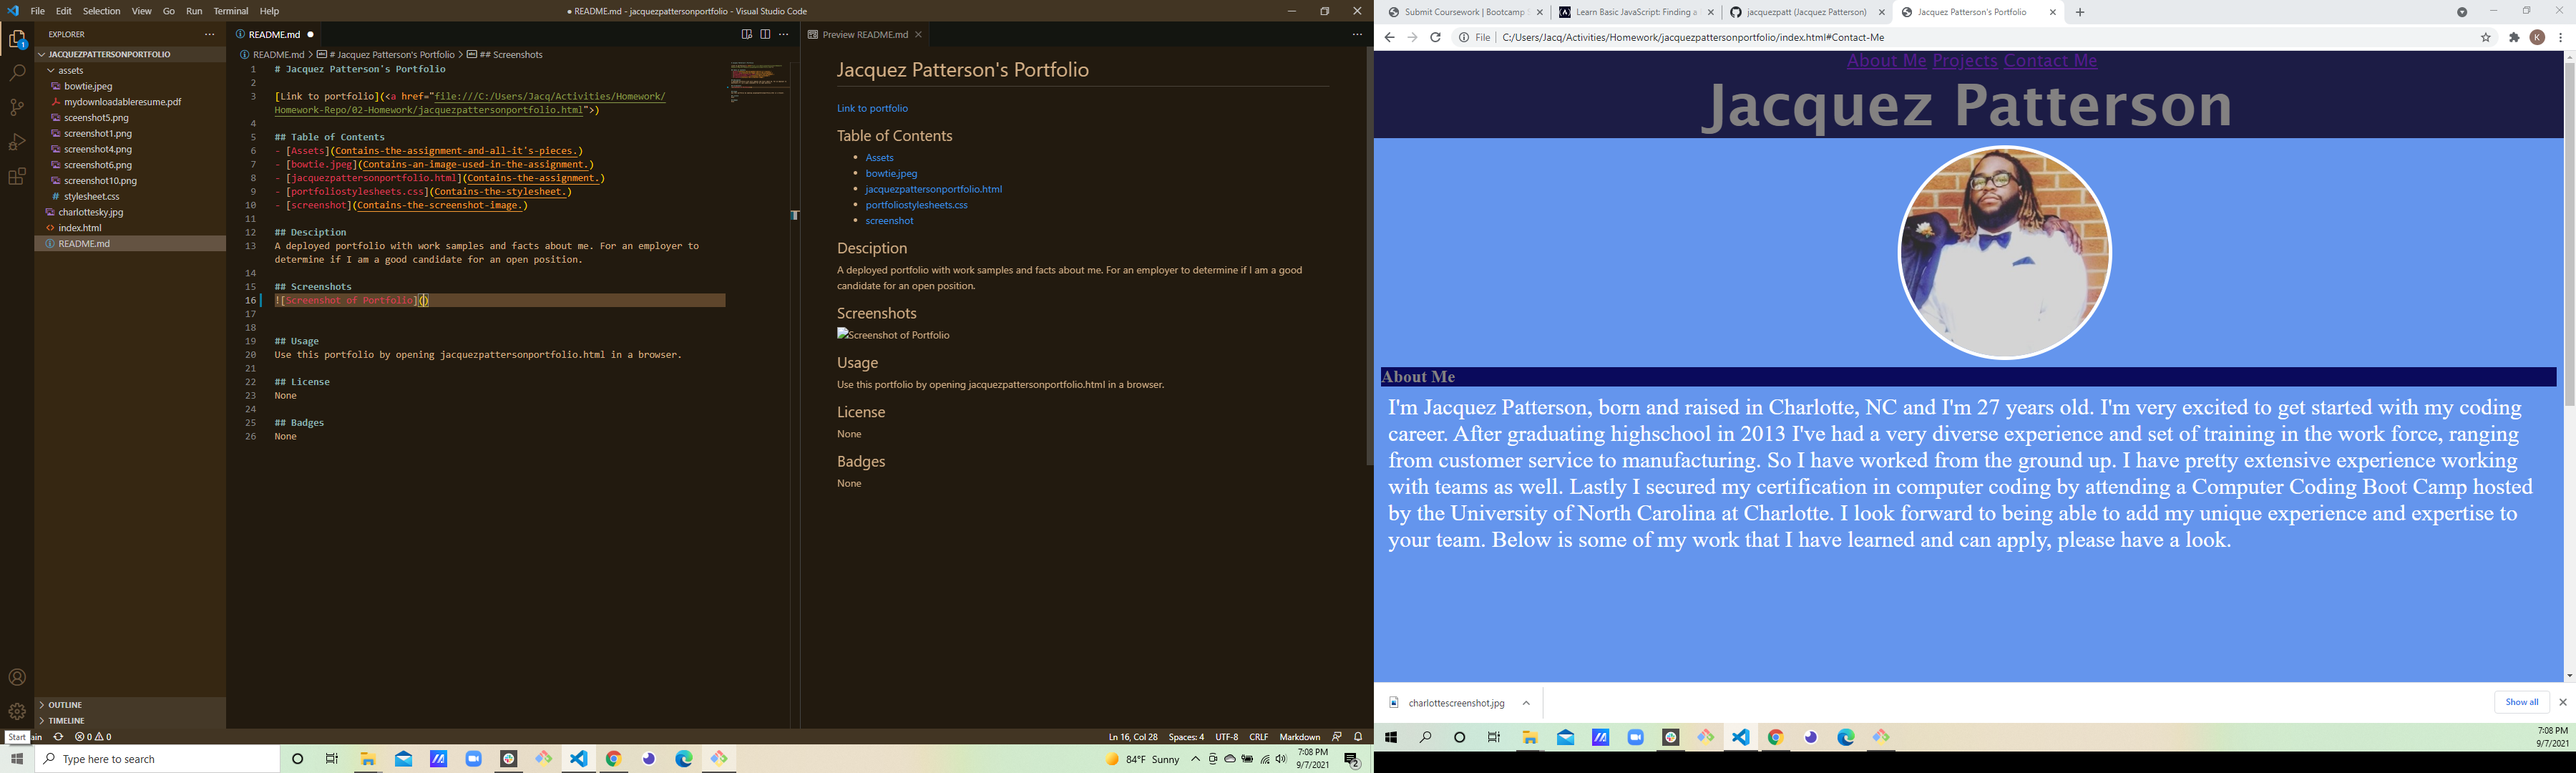 File Edit Selection View Go Run Terminal Help
● README.md - jacquezpattersonportfolio - Visual Studio Code
EXPLORER
JACQUEZPATTERSONPORTFOLIO
assets
bowtie.jpeg
mydownloadableresume.pdf
sceenshot5.png
screenshot1.png
screenshot4.png
screenshot6.png
screenshot10.png
# stylesheet.css
charlottesky.jpg
<> index.html
README.md
OUTLINE
TIMELINE
1
README.md
README.md > # Jacquez Patterson's Portfolio > ## Screenshots
1 # Jacquez Patterson's Portfolio
2
3 [Link to portfolio](<a href="file:///C:/Users/Jacq/Activities/Homework/
Homework-Repo/02-Homework/jacquezpattersonportfolio.html">)
4
5 ## Table of Contents
6 - [Assets](Contains-the-assignment-and-all-it's-pieces.)
7 - [bowtie.jpeg](Contains-an-image-used-in-the-assignment.)
8 - [jacquezpattersonportfolio.html](Contains-the-assignment.)
9 - [portfoliostylesheets.css](Contains-the-stylesheet.)
10 - [screenshot](Contains-the-screenshot-image.)
11
12 ## Desciption
13 A deployed portfolio with work samples and facts about me. For an employer to
determine if I am a good candidate for an open position.
14
15 ## Screenshots
16 ![Screenshot of Portfolio]()
17
18
19 ## Usage
20 Use this portfolio by opening jacquezpattersonportfolio.html in a browser.
21
22 ## License
23 None
24
25 ## Badges
26 None
Preview README.md
Jacquez Patterson's Portfolio
Link to portfolio
Table of Contents
• Assets
• bowtie.jpeg
• jacquezpattersonportfolio.html
• portfoliostylesheets.css
• screenshot
Desciption
A deployed portfolio with work samples and facts about me. For an employer to determine if I am a good
candidate for an open position.
Screenshots
Screenshot of Portfolio
Usage
Use this portfolio by opening jacquezpattersonportfolio.html in a browser.
License
None
Badges
None
Start
ain 0 0
Ln 16, Col 28 Spaces: 4 UTF-8 CRLF Markdown
Type here to search
84°F Sunny
7:08 PM
9/7/2021
2
Submit Coursework | Bootcamp
Learn Basic JavaScript: Finding a
jacquezpatt (Jacquez Patterson)
Jacquez Patterson's Portfolio
File | C:/Users/Jacq/Activities/Homework/jacquezpattersonportfolio/index.html#Contact-Me
K
About Me Projects Contact Me
Jacquez Patterson
About Me
I'm Jacquez Patterson, born and raised in Charlotte, NC and I'm 27 years old. I'm very excited to get started with my coding
career. After graduating highschool in 2013 I've had a very diverse experience and set of training in the work force, ranging
from customer service to manufacturing. So I have worked from the ground up. I have pretty extensive experience working
with teams as well. Lastly I secured my certification in computer coding by attending a Computer Coding Boot Camp hosted
by the University of North Carolina at Charlotte. I look forward to being able to add my unique experience and expertise to
your team. Below is some of my work that I have learned and can apply, please have a look.
charlottescreenshot.jpg
Show all
7:08 PM
9/7/2021